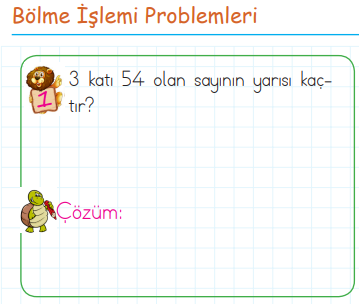 Bölme İşlemi Problemleri
3 katı 54 olan sayının yarısı kaç-
1
tır?
Çözüm: